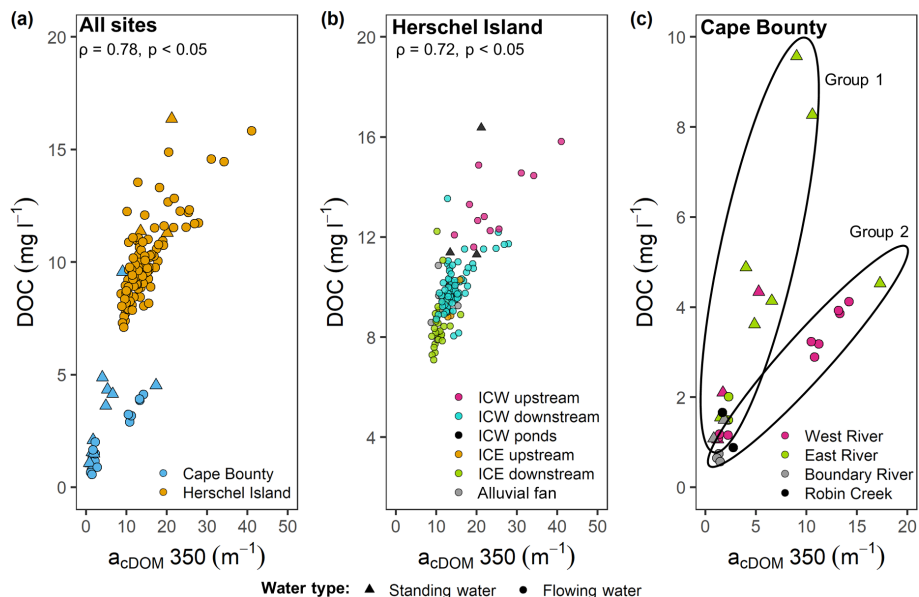 (a) All sites
ρ = 0.78, p < 0.05
20
15
10
5
0
DOC (mg l⁻¹)
Cape Bounty
Herschel Island
0 10 20 30 40 50
a_cDOM 350 (m⁻¹)
(b) Herschel Island
ρ = 0.72, p < 0.05
20
16
12
8
4
DOC (mg l⁻¹)
ICW upstream
ICW downstream
ICW ponds
ICE upstream
ICE downstream
Alluvial fan
0 10 20 30 40 50
a_cDOM 350 (m⁻¹)
(c) Cape Bounty
10
8
6
4
2
0
DOC (mg l⁻¹)
Group 1
Group 2
West River
East River
Boundary River
Robin Creek
0 5 10 15 20
a_cDOM 350 (m⁻¹)
Water type: Standing water Flowing water